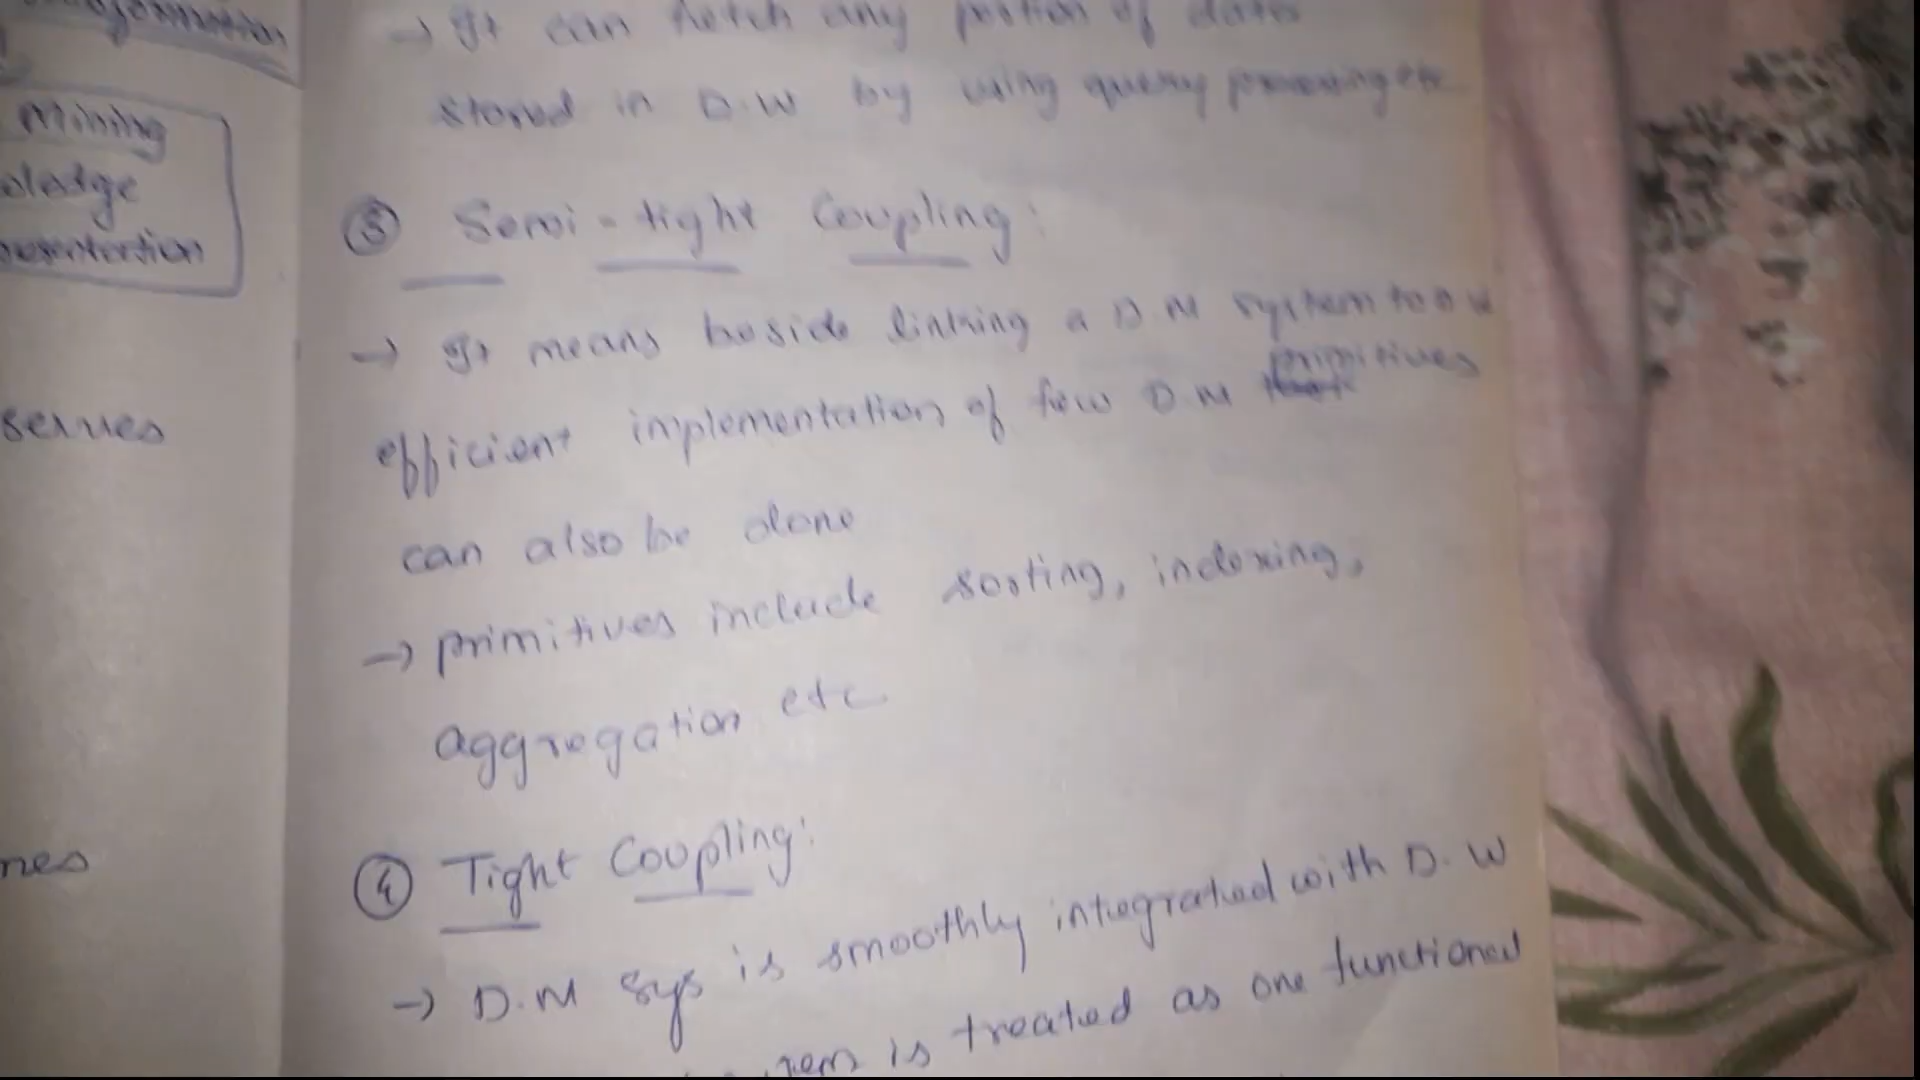 Mining
serves
nes
→ It can fetch any portion of data
stored in D.W by using query processing etc
③ Semi-tight Coupling:
→ It means beside linking a D.M system to D W
efficient implementation of few D.M primitives
can also be done
→ primitives include sorting, indexing,
aggregation etc
④ Tight Coupling:
→ D.M sys is smoothly integrated with D.W
is treated as one functional